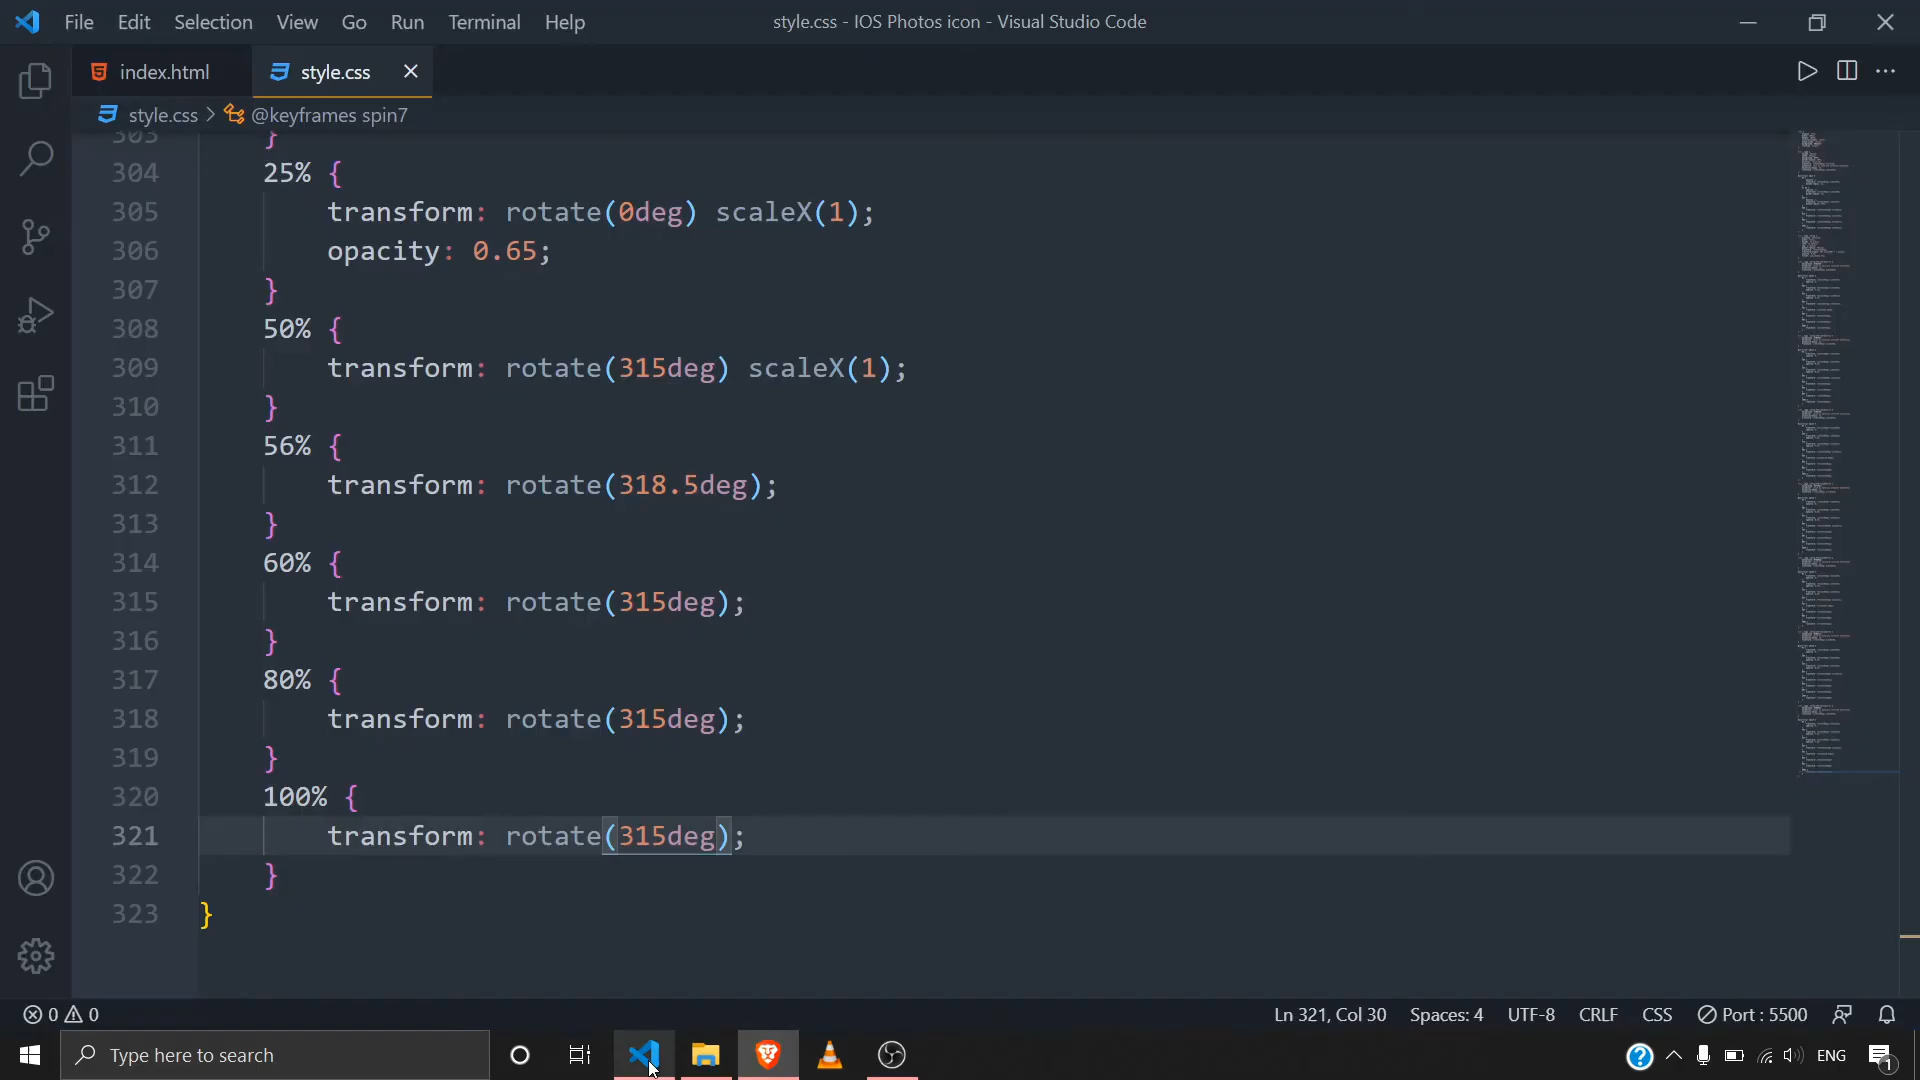 File Edit Selection View Go Run Terminal Help style.css - IOS Photos icon - Visual Studio Code
index.html style.css
style.css > @keyframes spin7
303 }
304 25% {
305 transform: rotate(0deg) scaleX(1);
306 opacity: 0.65;
307 }
308 50% {
309 transform: rotate(315deg) scaleX(1);
310 }
311 56% {
312 transform: rotate(318.5deg);
313 }
314 60% {
315 transform: rotate(315deg);
316 }
317 80% {
318 transform: rotate(315deg);
319 }
320 100% {
321 transform: rotate(315deg);
322 }
323 }
0 0 Ln 321, Col 30 Spaces: 4 UTF-8 CRLF CSS Port : 5500
Type here to search ENG 1